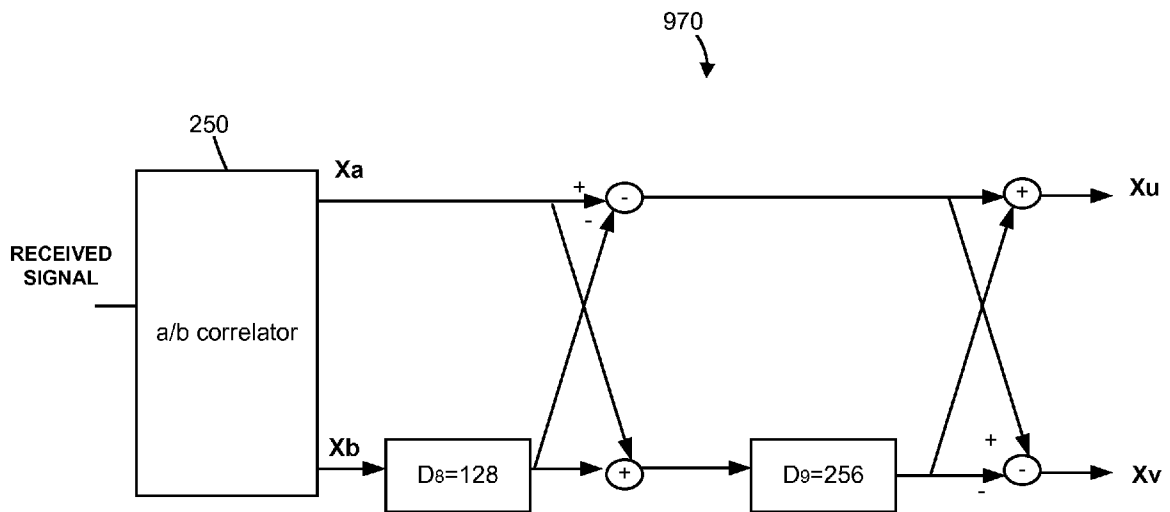 970
250
Xa
+
-
-
+
Xu
RECEIVED
SIGNAL
a/b correlator
Xb
D8=128
+
D9=256
+
-
-
Xv